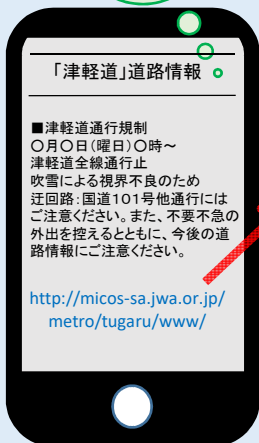 「津軽道」道路情報
■津軽道通行規制
○月○日(曜日)○時~
津軽道全線通行止
吹雪による視界不良のため
迂回路:国道101号他通行には
ご注意ください。また、不要不急の
外出を控えるとともに、今後の道
路情報にご注意ください。
http://micos-sa.jwa.or.jp/
metro/tugaru/www/